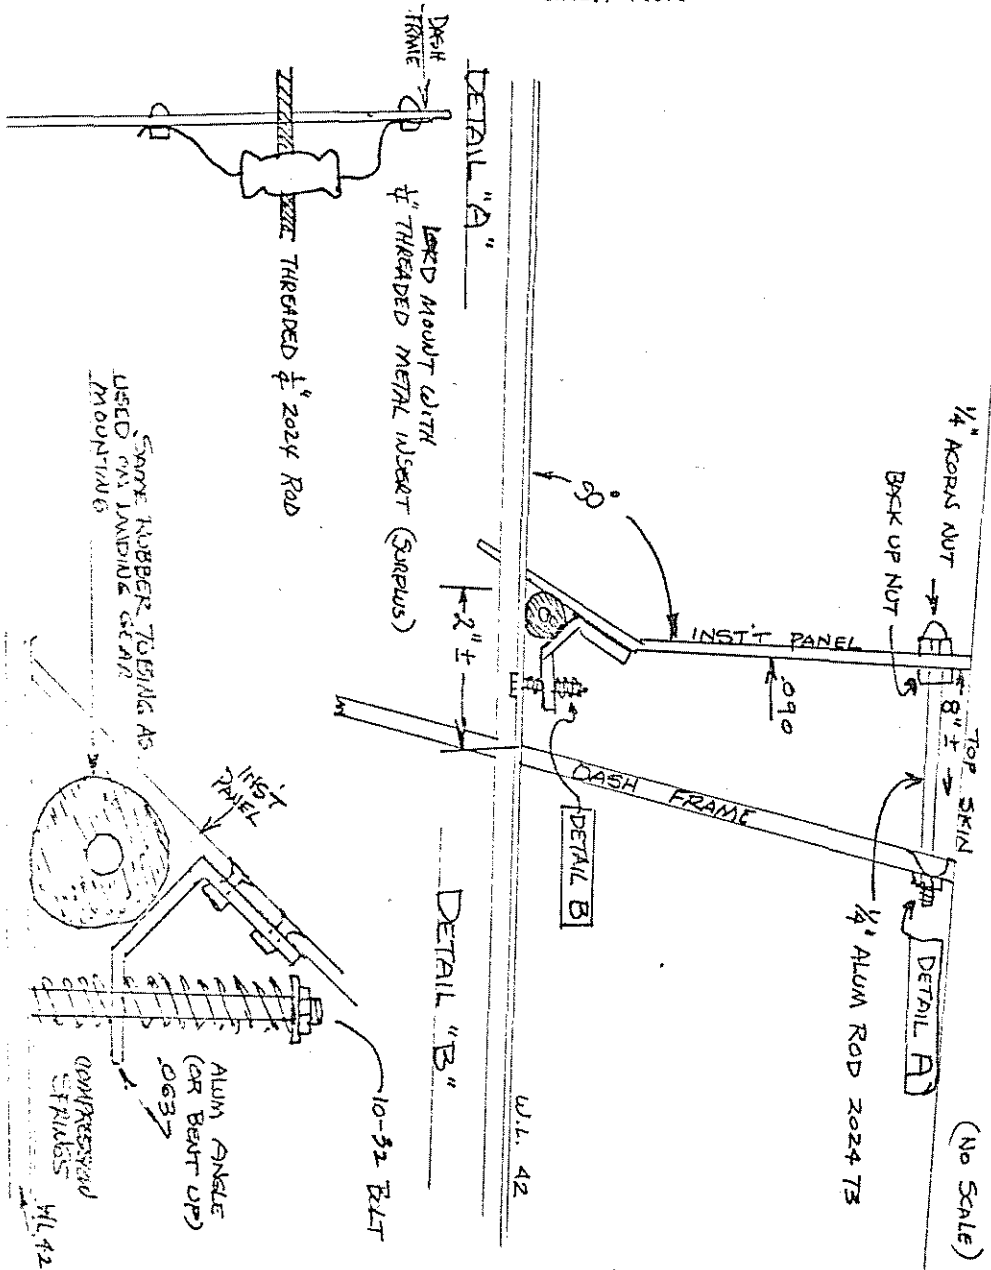 (NO SCALE)
1/4" ACORN NUT
BACK UP NUT
8" ±
TOP SKIN
1/4" ALUM ROD 2024 T3
DETAIL A
INST'T PANEL
.090
90°
DASH FRAME
DETAIL B
2" ±
W.L. 42
DETAIL "A"
DASH
FRAME
LORD MOUNT WITH
1/4" THREADED METAL INSERT (SURPLUS)
THREADED 1/4" 2024 ROD
DETAIL "B"
10-32 BOLT
INS'T
PANEL
ALUM ANGLE
(OR BENT UP)
.063
COMPRESSION
SPRINGS
W.L. 42
SAME RUBBER TUBING AS
USED ON LANDING GEAR
MOUNTING